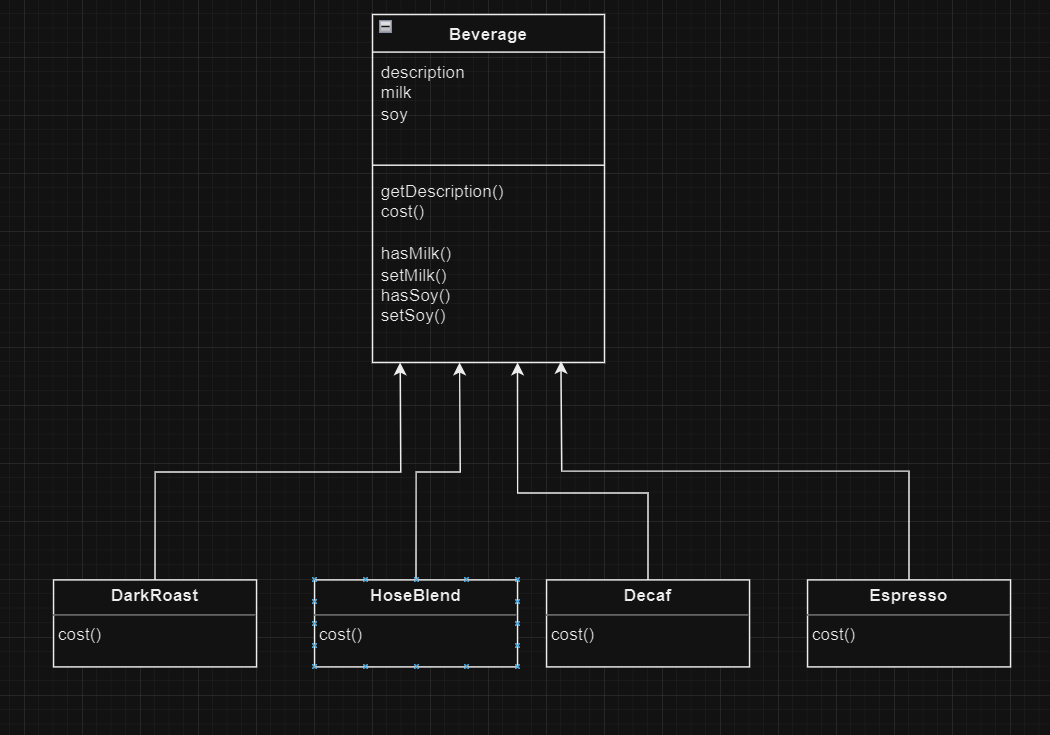 Beverage
description
milk
soy
getDescription()
cost()
hasMilk()
setMilk()
hasSoy()
setSoy()
DarkRoast
cost()
HoseBlend
cost()
Decaf
cost()
Espresso
cost()